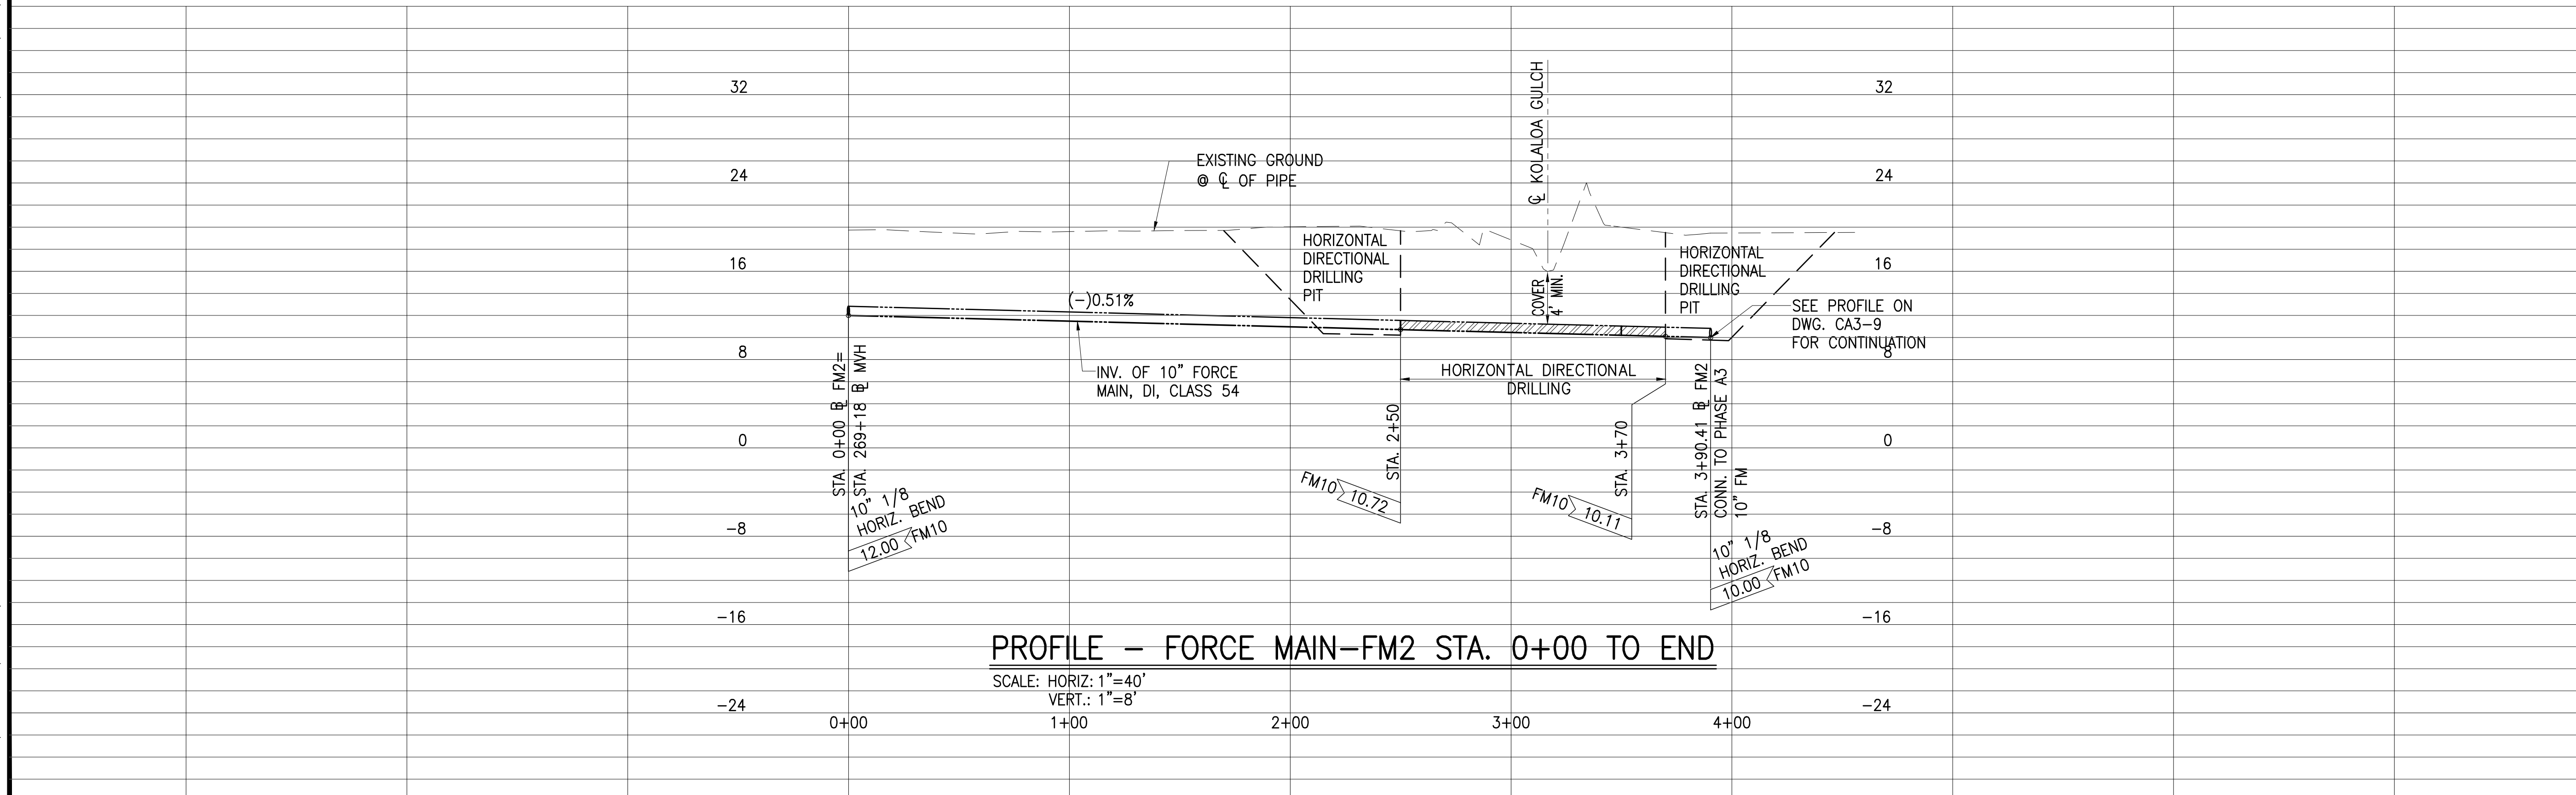 32
24
16
8
0
-8
-16
-24
EXISTING GROUND
@ ℄ OF PIPE
(-)0.51%
INV. OF 10" FORCE
MAIN, DI, CLASS 54
HORIZONTAL
DIRECTIONAL
DRILLING
PIT
℄ KOLALOA GULCH
COVER
4' MIN.
HORIZONTAL
DIRECTIONAL
DRILLING
PIT
SEE PROFILE ON
DWG. CA3-9
FOR CONTINUATION
HORIZONTAL DIRECTIONAL
DRILLING
STA. 0+00 BL FM2=
STA. 269+18 BL MVH
10" 1/8
HORIZ. BEND
12.00 FM10
STA. 2+50
FM10 10.72
STA. 3+70
FM10 10.11
STA. 3+90.41 BL FM2
CONN. TO PHASE A3
10" FM
10" 1/8
HORIZ. BEND
10.00 FM10
32
24
16
8
0
-8
-16
-24
PROFILE - FORCE MAIN-FM2 STA. 0+00 TO END
SCALE: HORIZ: 1"=40'
VERT.: 1"=8'
0+00
1+00
2+00
3+00
4+00